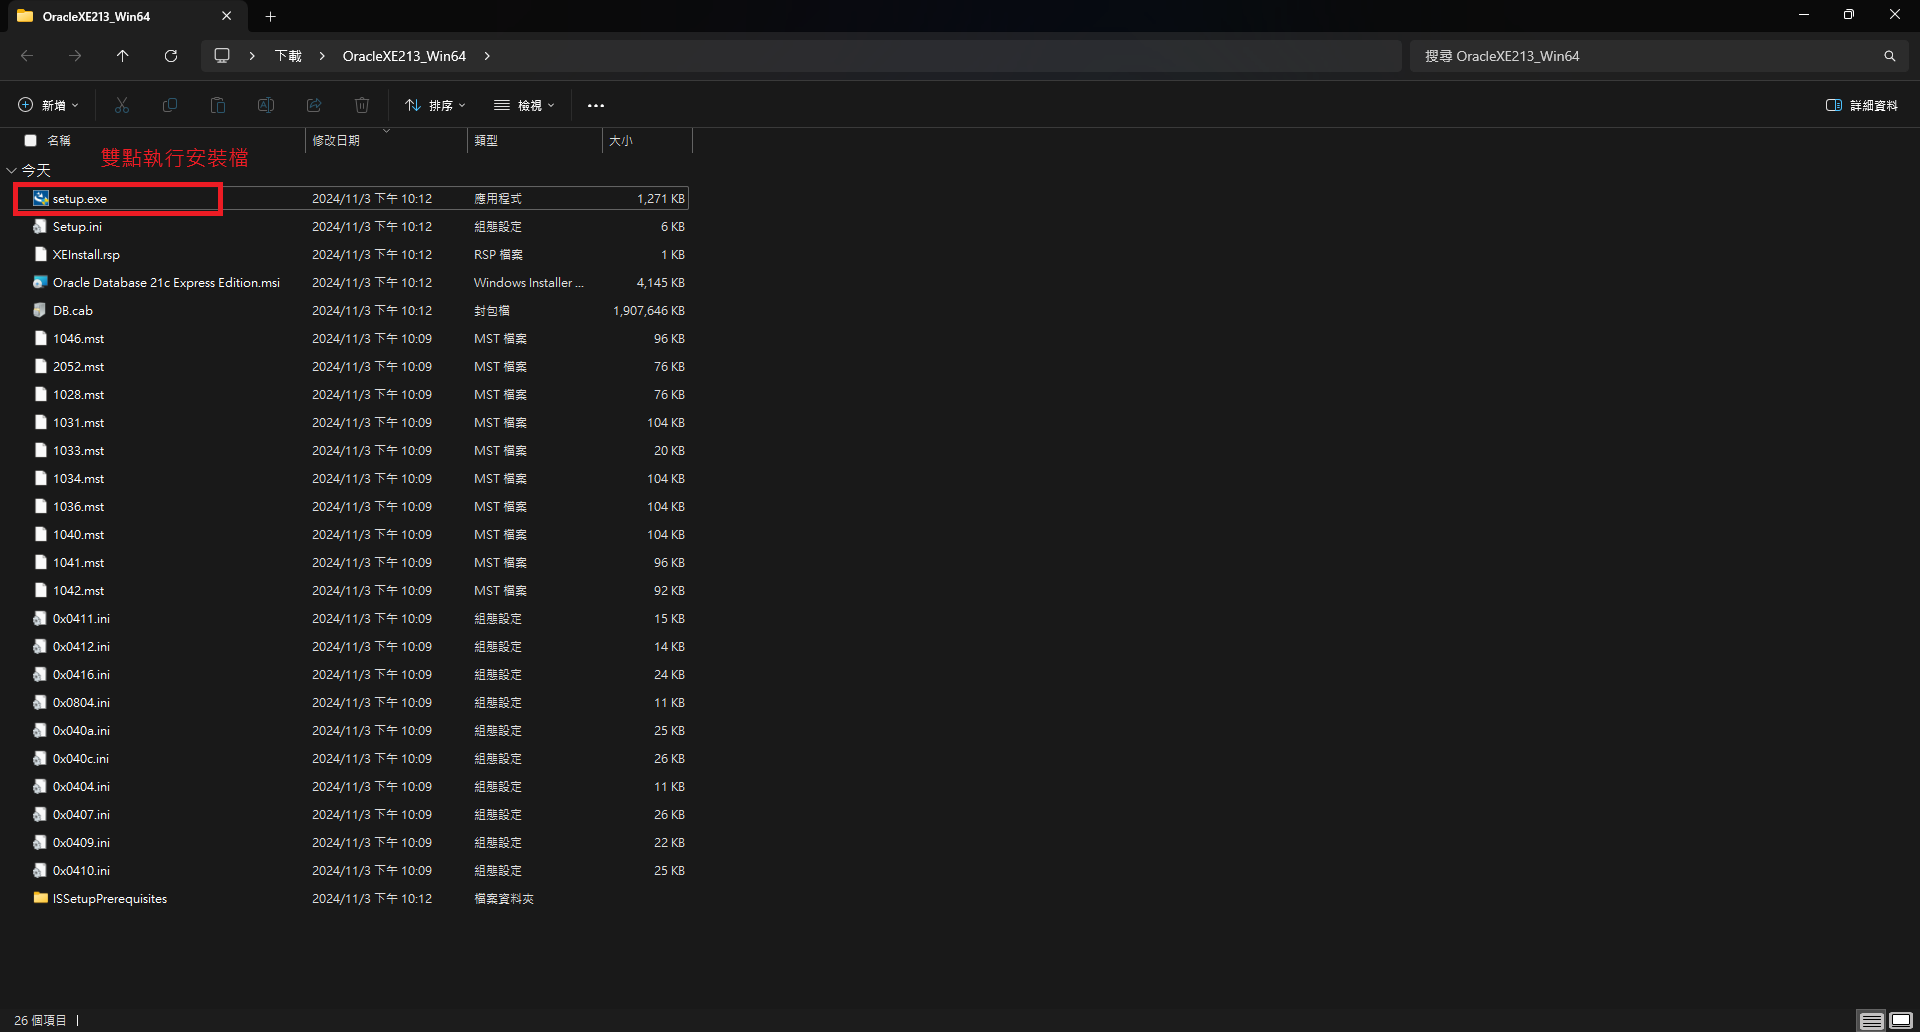 OracleXE213_Win64
下載 OracleXE213_Win64
搜尋 OracleXE213_Win64
新增 排序 檢視 詳細資料
名稱 修改日期 類型 大小
雙點執行安裝檔
今天
setup.exe 2024/11/3 下午 10:12 應用程式 1,271 KB
Setup.ini 2024/11/3 下午 10:12 組態設定 6 KB
XEInstall.rsp 2024/11/3 下午 10:12 RSP 檔案 1 KB
Oracle Database 21c Express Edition.msi 2024/11/3 下午 10:12 Windows Installer ... 4,145 KB
DB.cab 2024/11/3 下午 10:12 封包檔 1,907,646 KB
1046.mst 2024/11/3 下午 10:09 MST 檔案 96 KB
2052.mst 2024/11/3 下午 10:09 MST 檔案 76 KB
1028.mst 2024/11/3 下午 10:09 MST 檔案 76 KB
1031.mst 2024/11/3 下午 10:09 MST 檔案 104 KB
1033.mst 2024/11/3 下午 10:09 MST 檔案 20 KB
1034.mst 2024/11/3 下午 10:09 MST 檔案 104 KB
1036.mst 2024/11/3 下午 10:09 MST 檔案 104 KB
1040.mst 2024/11/3 下午 10:09 MST 檔案 104 KB
1041.mst 2024/11/3 下午 10:09 MST 檔案 96 KB
1042.mst 2024/11/3 下午 10:09 MST 檔案 92 KB
0x0411.ini 2024/11/3 下午 10:09 組態設定 15 KB
0x0412.ini 2024/11/3 下午 10:09 組態設定 14 KB
0x0416.ini 2024/11/3 下午 10:09 組態設定 24 KB
0x0804.ini 2024/11/3 下午 10:09 組態設定 11 KB
0x040a.ini 2024/11/3 下午 10:09 組態設定 25 KB
0x040c.ini 2024/11/3 下午 10:09 組態設定 26 KB
0x0404.ini 2024/11/3 下午 10:09 組態設定 11 KB
0x0407.ini 2024/11/3 下午 10:09 組態設定 26 KB
0x0409.ini 2024/11/3 下午 10:09 組態設定 22 KB
0x0410.ini 2024/11/3 下午 10:09 組態設定 25 KB
ISSetupPrerequisites 2024/11/3 下午 10:12 檔案資料夾
26 個項目